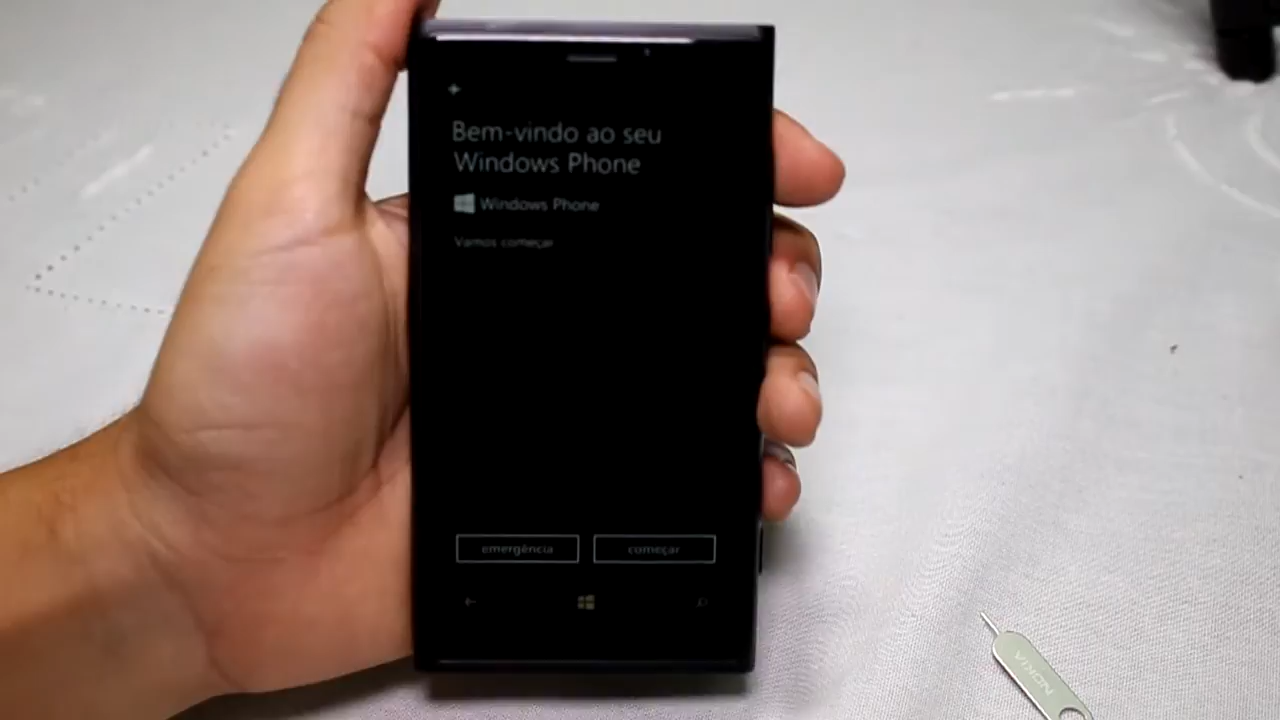 Bem-vindo ao seu
Windows Phone
Windows Phone
Vamos começar
emergência começar
NOKIA